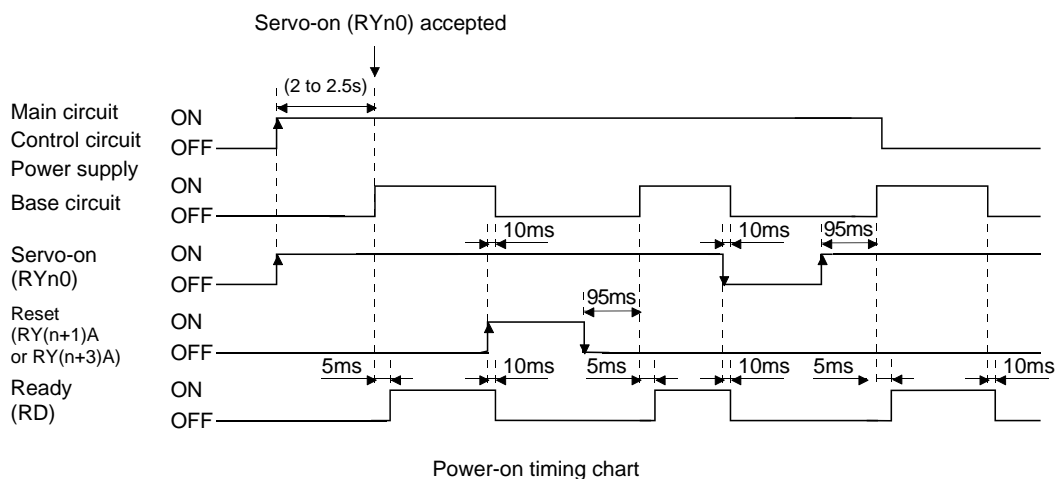 Servo-on (RYn0) accepted
(2 to 2.5s)
Main circuit
Control circuit
Power supply
ON
OFF
Base circuit
ON
OFF
10ms
10ms
95ms
Servo-on
(RYn0)
ON
OFF
95ms
Reset
(RY(n+1)A
or RY(n+3)A)
ON
OFF
5ms
10ms
5ms
10ms
5ms
10ms
Ready
(RD)
ON
OFF
Power-on timing chart